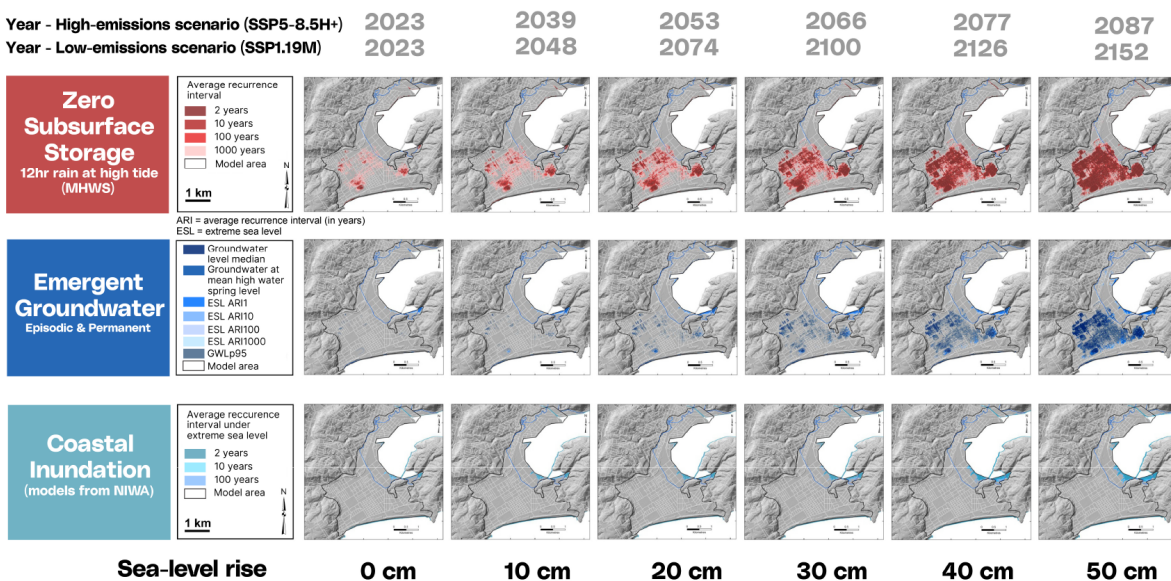 Year - High-emissions scenario (SSP5-8.5H+) 2023 2039 2053 2066 2077 2087
Year - Low-emissions scenario (SSP1.19M) 2023 2048 2074 2100 2126 2152
Zero
Subsurface
Storage
12hr rain at high tide
(MHWS)
Average recurrence
interval
2 years
10 years
100 years
1000 years
Model area
N
1 km
ARI = average recurrence interval (in years)
ESL = extreme sea level
Emergent
Groundwater
Episodic & Permanent
Groundwater
level median
Groundwater at
mean high water
spring level
ESL ARI1
ESL ARI10
ESL ARI100
ESL ARI1000
GWLp95
Model area
Coastal
Inundation
(models from NIWA)
Average reccurence
interval under
extreme sea level
2 years
10 years
100 years
Model area
N
1 km
Sea-level rise 0 cm 10 cm 20 cm 30 cm 40 cm 50 cm